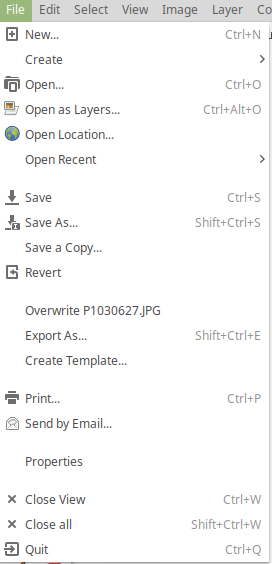 File Edit Select View Image Layer Co
New... Ctrl+N
Create
Open... Ctrl+O
Open as Layers... Ctrl+Alt+O
Open Location...
Open Recent
Save Ctrl+S
Save As... Shift+Ctrl+S
Save a Copy...
Revert
Overwrite P1030627.JPG
Export As... Shift+Ctrl+E
Create Template...
Print... Ctrl+P
Send by Email...
Properties
Close View Ctrl+W
Close all Shift+Ctrl+W
Quit Ctrl+Q